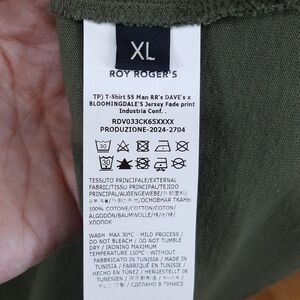 XL
ROY ROGER'S
TP) T-Shirt SS Man RR's DAVE's x
BLOOMINGDALE'S Jersey Fade print
Industria Conf. .
RDV033CK65XXXX
PRODUZIONE-2024-2704
30
TESSUTO PRINCIPALE/EXTERNAL
FABRIC/TISSU PRINCIPAL/TEJIDO
PRINCIPAL/AUßENGEWEBE/
ОСНОВНАЯ ТКАНЬ:
100% COTONE/COTTON/COTON/
ALGODÓN/BAUMWOLLE/
WASH : MAX 30°C - MILD PROCESS /
DO NOT BLEACH / DO NOT TUMBLE
DRY / IRONING MAXIMUM
TEMPERATURE 110°C - WITHOUT
FABBRICATO IN TUNISIA / MADE IN
TUNISIA / FABRIQUÉ EN TUNISIE /
HECHO EN TÚNEZ / HERGESTELLT IN
TUNESIEN /
СДЕЛАНО В ТУНИСЕ